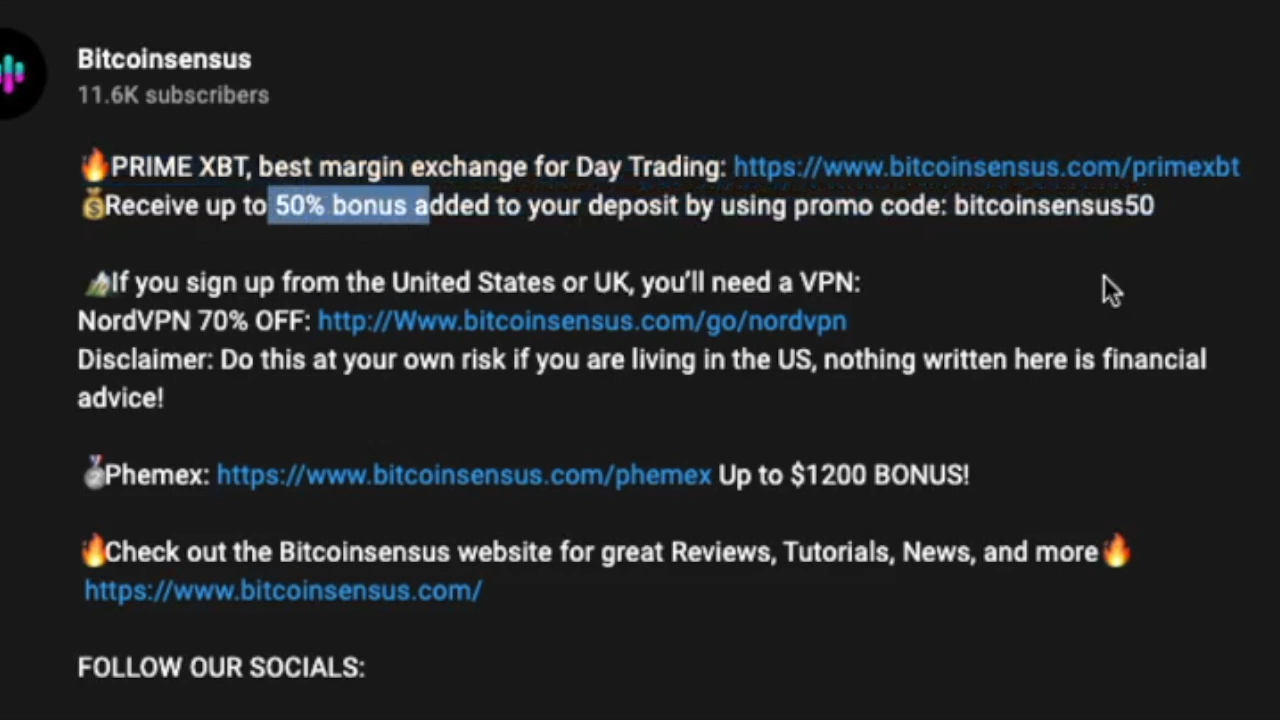 Bitcoinsensus
11.6K subscribers
🔥PRIME XBT, best margin exchange for Day Trading: https://www.bitcoinsensus.com/primexbt
💰Receive up to 50% bonus added to your deposit by using promo code: bitcoinsensus50
If you sign up from the United States or UK, you’ll need a VPN:
NordVPN 70% OFF: http://Www.bitcoinsensus.com/go/nordvpn
Disclaimer: Do this at your own risk if you are living in the US, nothing written here is financial
advice!
🥈Phemex: https://www.bitcoinsensus.com/phemex Up to $1200 BONUS!
🔥Check out the Bitcoinsensus website for great Reviews, Tutorials, News, and more🔥
https://www.bitcoinsensus.com/
FOLLOW OUR SOCIALS: